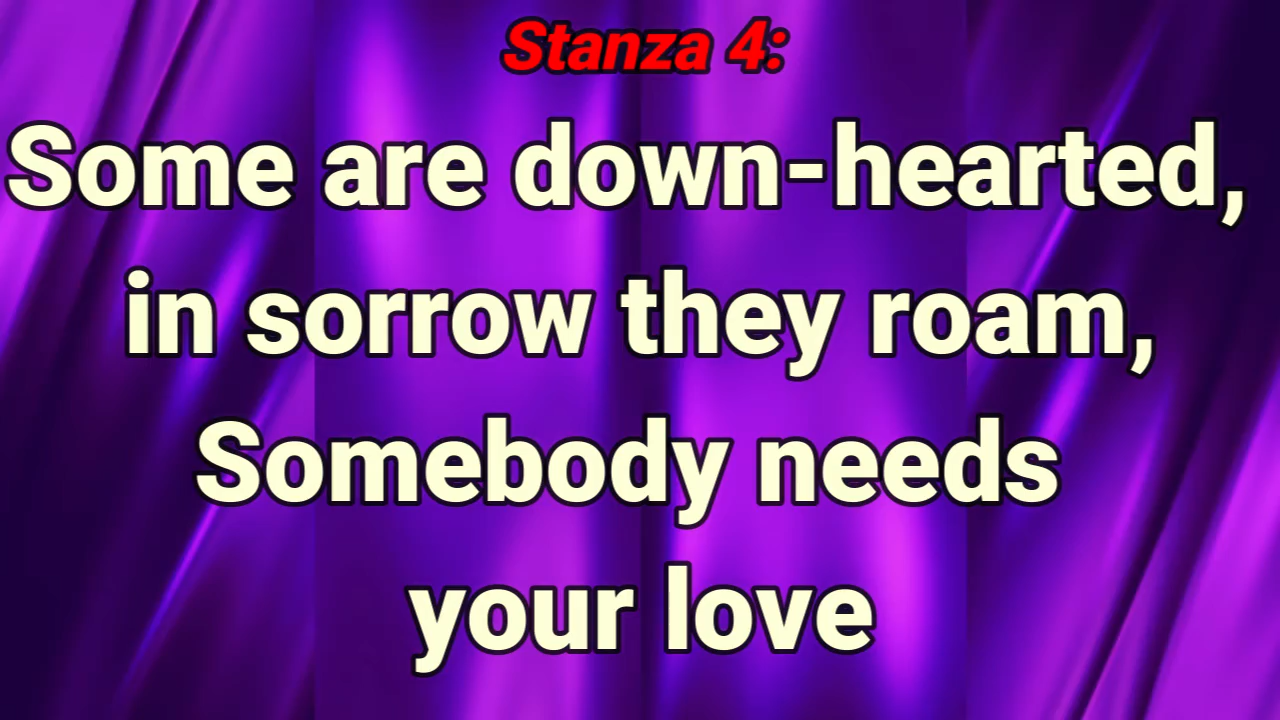 Stanza 4:
Some are down-hearted,
in sorrow they roam,
Somebody needs
your love